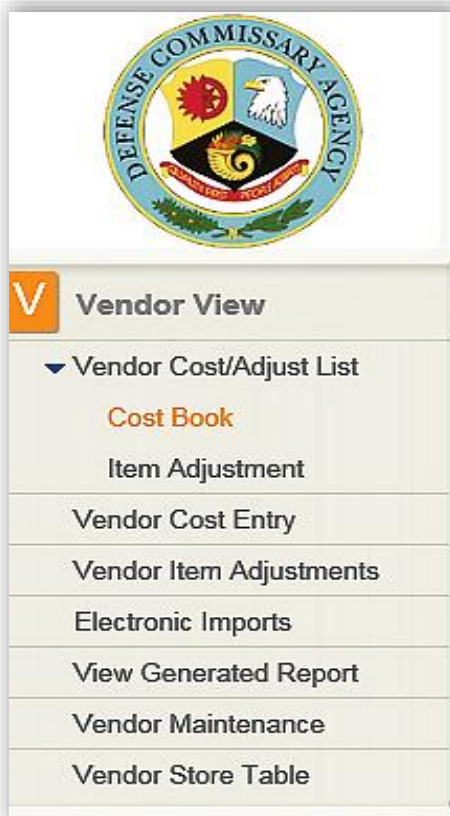 DEFENSE COMMISSARY AGENCY
V Vendor View
Vendor Cost/Adjust List
Cost Book
Item Adjustment
Vendor Cost Entry
Vendor Item Adjustments
Electronic Imports
View Generated Report
Vendor Maintenance
Vendor Store Table